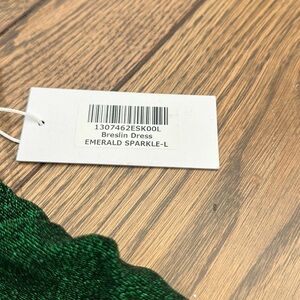 1307462ESK00L
Breslin Dress
EMERALD SPARKLE-L